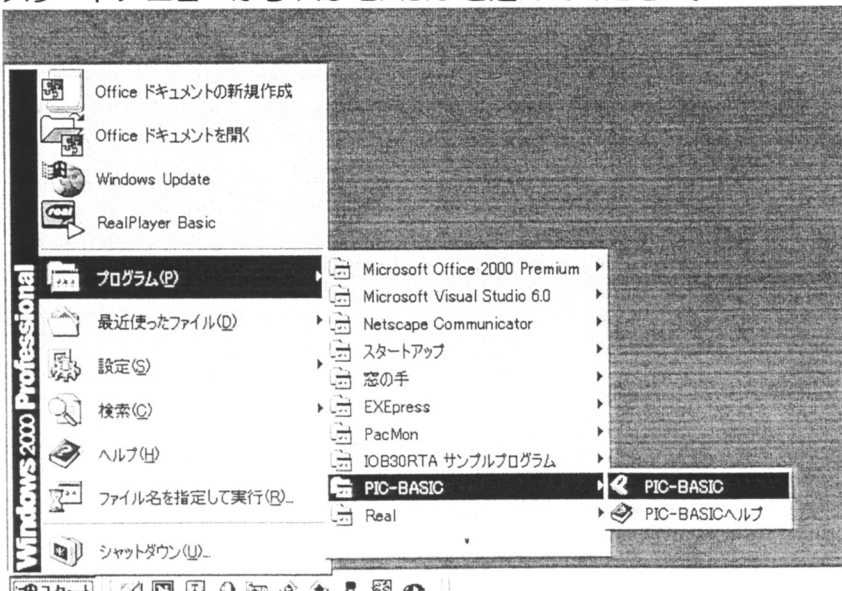 Office ドキュメントの新規作成
Office ドキュメントを開く
Windows Update
RealPlayer Basic
プログラム(P)
最近使ったファイル(D)
設定(S)
検索(C)
ヘルプ(H)
ファイル名を指定して実行(R)...
シャットダウン(U)...
Windows 2000 Professional
Microsoft Office 2000 Premium
Microsoft Visual Studio 6.0
Netscape Communicator
スタートアップ
窓の手
EXEpress
PacMon
IOB30RTA サンプルプログラム
PIC-BASIC
Real
PIC-BASIC
PIC-BASICヘルプ
スタート